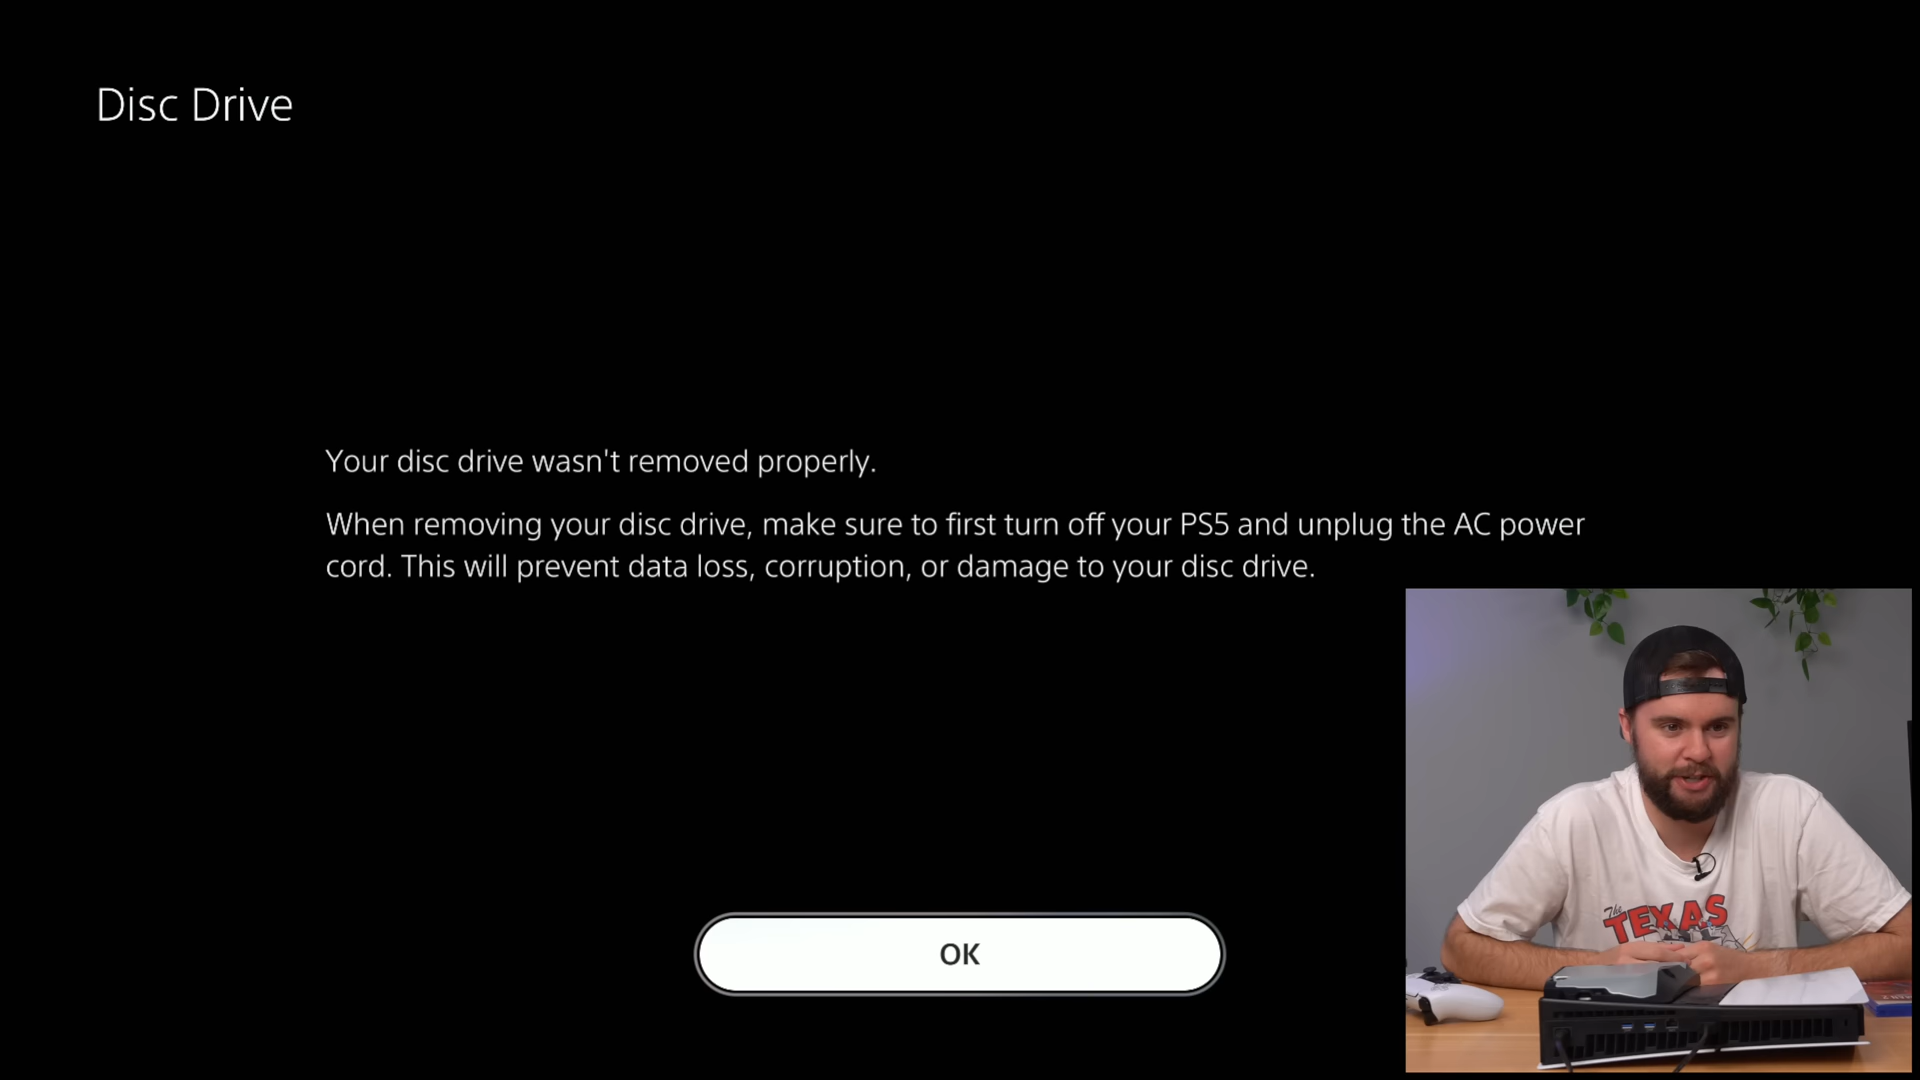 Disc Drive
Your disc drive wasn't removed properly.
When removing your disc drive, make sure to first turn off your PS5 and unplug the AC power
cord. This will prevent data loss, corruption, or damage to your disc drive.
OK
The
TEXAS